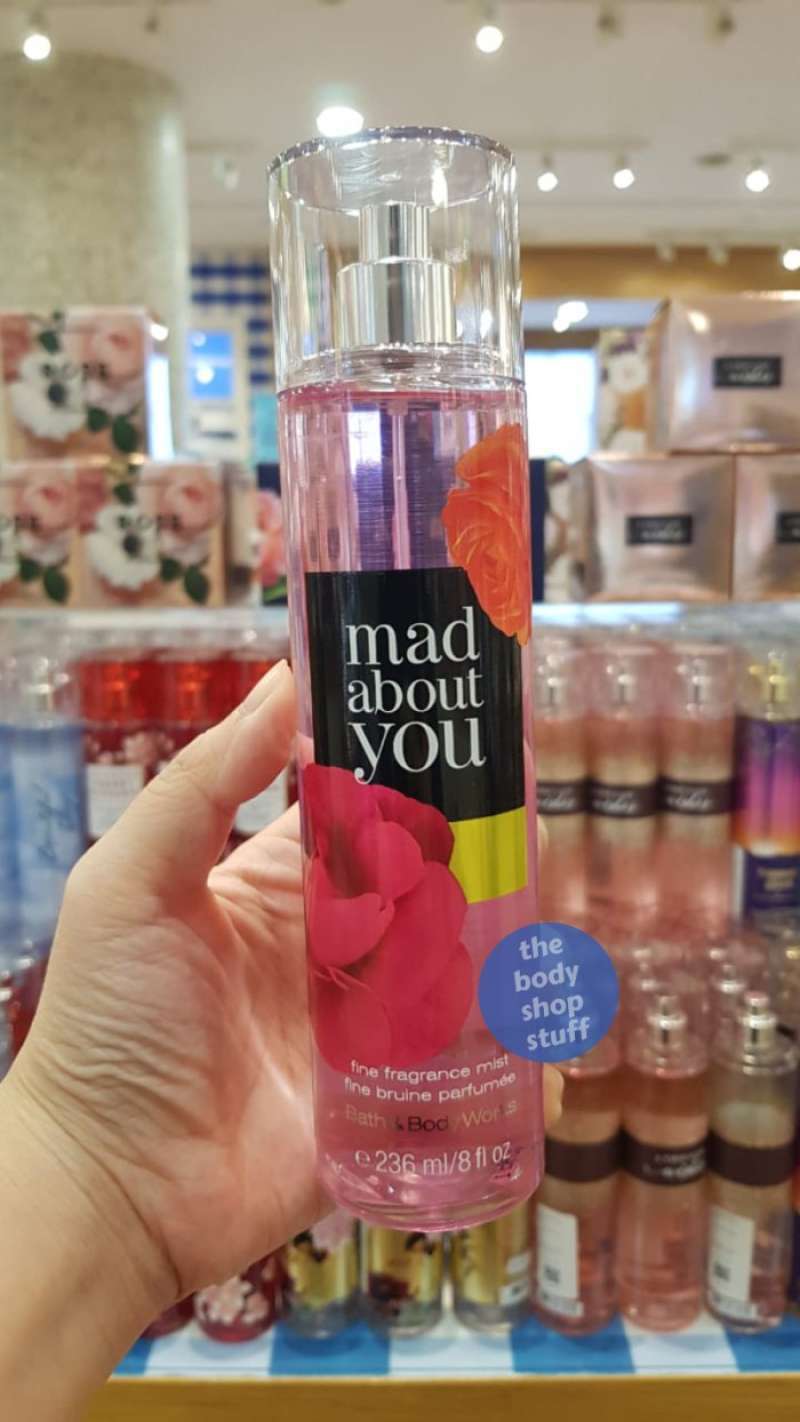 mad
about
you
the
body
shop
stuff
fine fragrance mist
fine bruine parfumée
Bath & Body Works
℮ 236 ml/8 fl oz